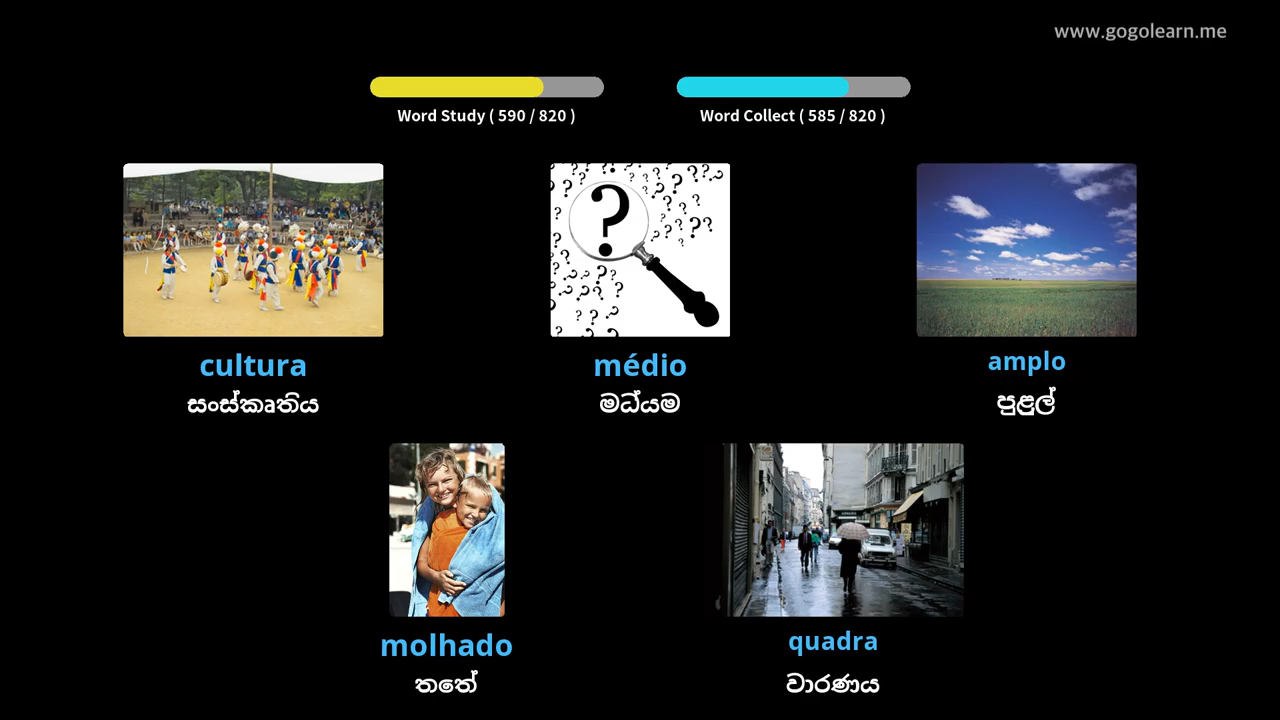 www.gogolearn.me
Word Study ( 590 / 820 )
Word Collect ( 585 / 820 )
cultura
සංස්කෘතිය
médio
මධ්යම
amplo
පුළුල්
molhado
තතේ
quadra
වාරණය